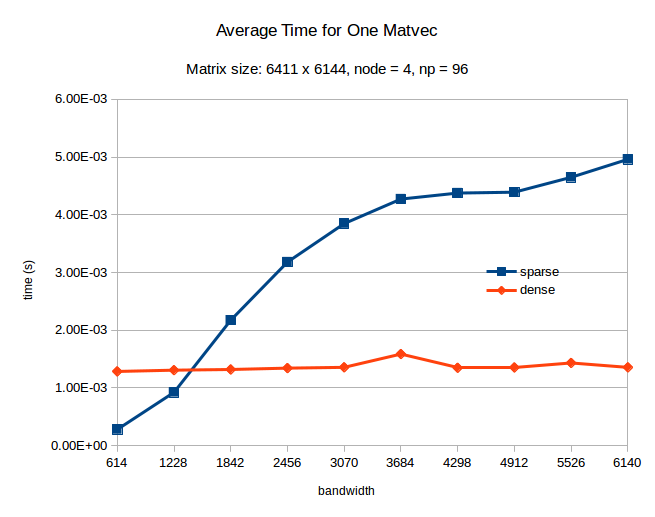 Average Time for One Matvec
Matrix size: 6411 x 6144, node = 4, np = 96
6.00E-03
5.00E-03
4.00E-03
3.00E-03
2.00E-03
1.00E-03
0.00E+00
time (s)
sparse
dense
614 1228 1842 2456 3070 3684 4298 4912 5526 6140
bandwidth